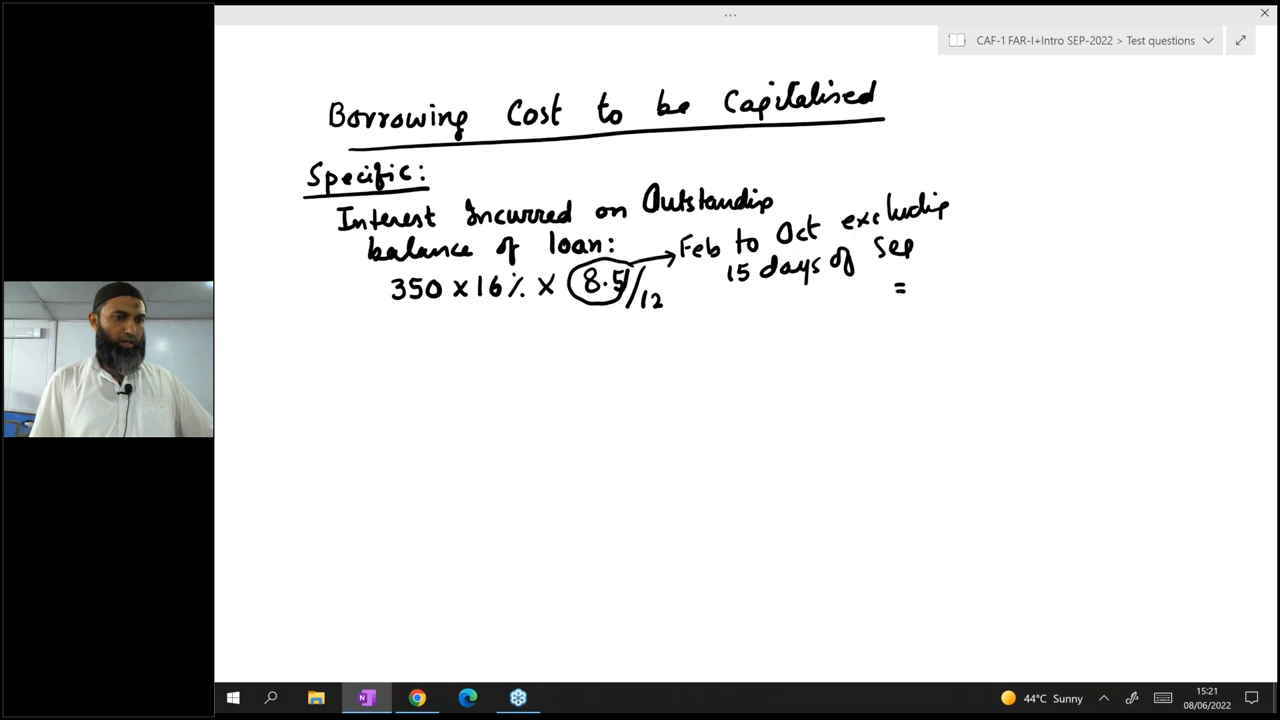 CAF-1 FAR-I+Intro SEP-2022 > Test questions
Borrowing Cost to be Capitalised
Specific:
Interest Incurred on Outstanding
balance of loan:
350 x 16% x 8.5/12
Feb to Oct excluding
15 days of Sep
=
44°C Sunny
15:21
08/06/2022